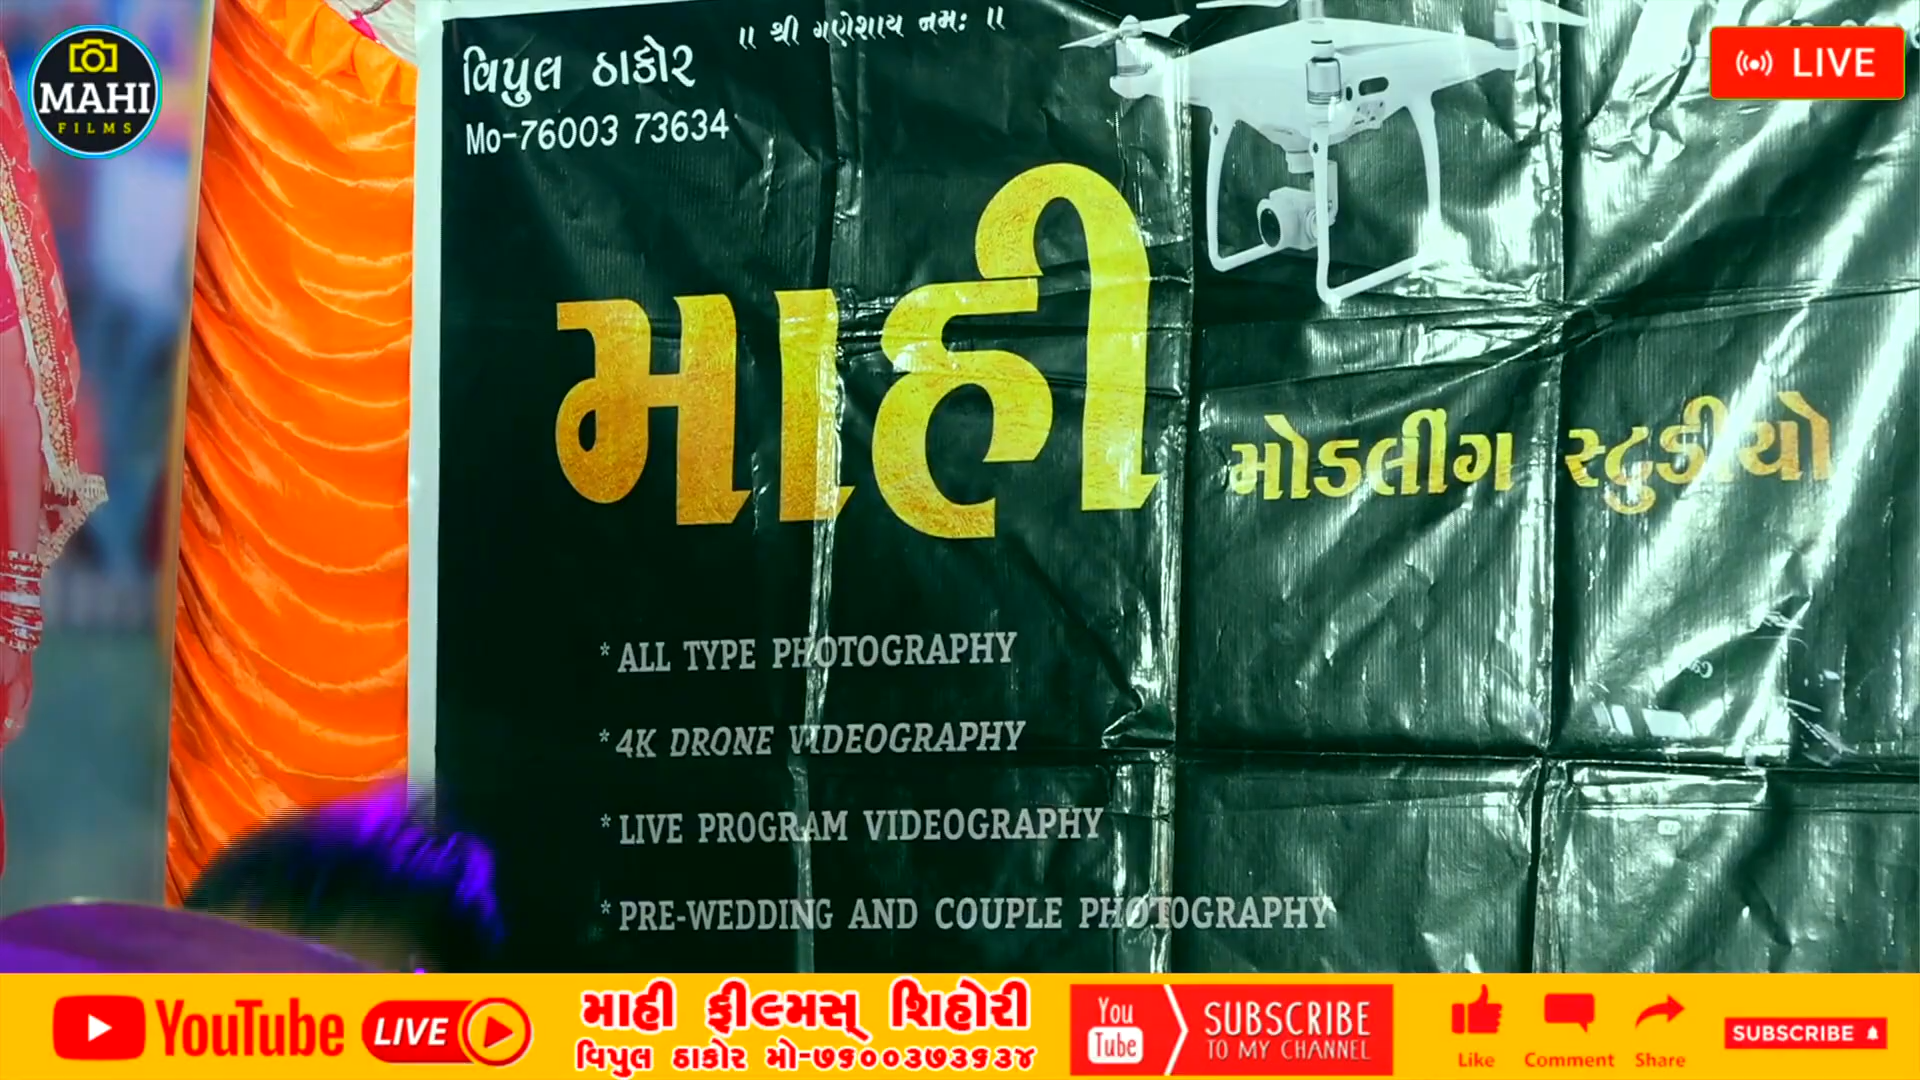 MAHI
FILMS
॥ શ્રી ગણેશાય નમઃ ॥
LIVE
વિપુલ ઠાકોર
Mo-76003 73634
માહી
મોડલીંગ સ્ટુડીયો
*ALL TYPE PHOTOGRAPHY
*4K DRONE VIDEOGRAPHY
*LIVE PROGRAM VIDEOGRAPHY
*PRE-WEDDING AND COUPLE PHOTOGRAPHY
YouTube LIVE
માહી ફીલ્મસ્ શિહોરી
વિપુલ ઠાકોર મો-૭૬૦૦૩૭૩૬૩૪
You Tube
SUBSCRIBE
TO MY CHANNEL
Like Comment Share
SUBSCRIBE